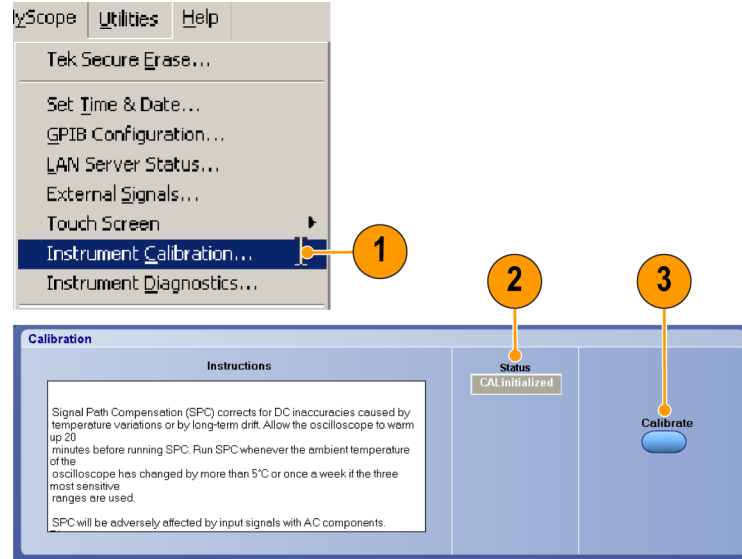 lyScope Utilities Help
Tek Secure Erase...
Set Time & Date...
GPIB Configuration...
LAN Server Status...
External Signals...
Touch Screen
Instrument Calibration...
Instrument Diagnostics...
1
2
3
Calibration
Instructions
Status
CALinitialized
Calibrate
Signal Path Compensation (SPC) corrects for DC inaccuracies caused by
temperature variations or by long-term drift. Allow the oscilloscope to warm
up 20
minutes before running SPC. Run SPC whenever the ambient temperature
of the
oscilloscope has changed by more than 5°C or once a week if the three
most sensitive
ranges are used.
SPC will be adversely affected by input signals with AC components.